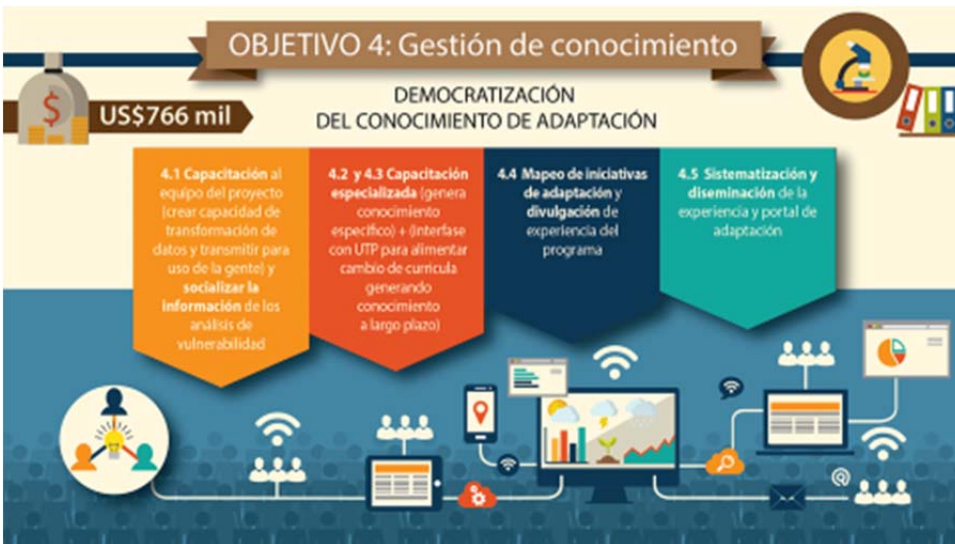 OBJETIVO 4: Gestión de conocimiento
US$766 mil
DEMOCRATIZACIÓN
DEL CONOCIMIENTO DE ADAPTACIÓN
4.1 Capacitación al
equipo del proyecto
(crear capacidad de
transformación de
datos y transmitir para
uso de la gente) y
socializar la
información de los
análisis de
vulnerabilidad
4.2 y 4.3 Capacitación
especializada (genera
conocimiento
específico) + (interfase
con UTP para alimentar
cambio de currícula
generando
conocimiento
a largo plazo)
4.4 Mapeo de iniciativas
de adaptación y
divulgación de
experiencia del
programa
4.5 Sistematización y
diseminación de la
experiencia y portal de
adaptación